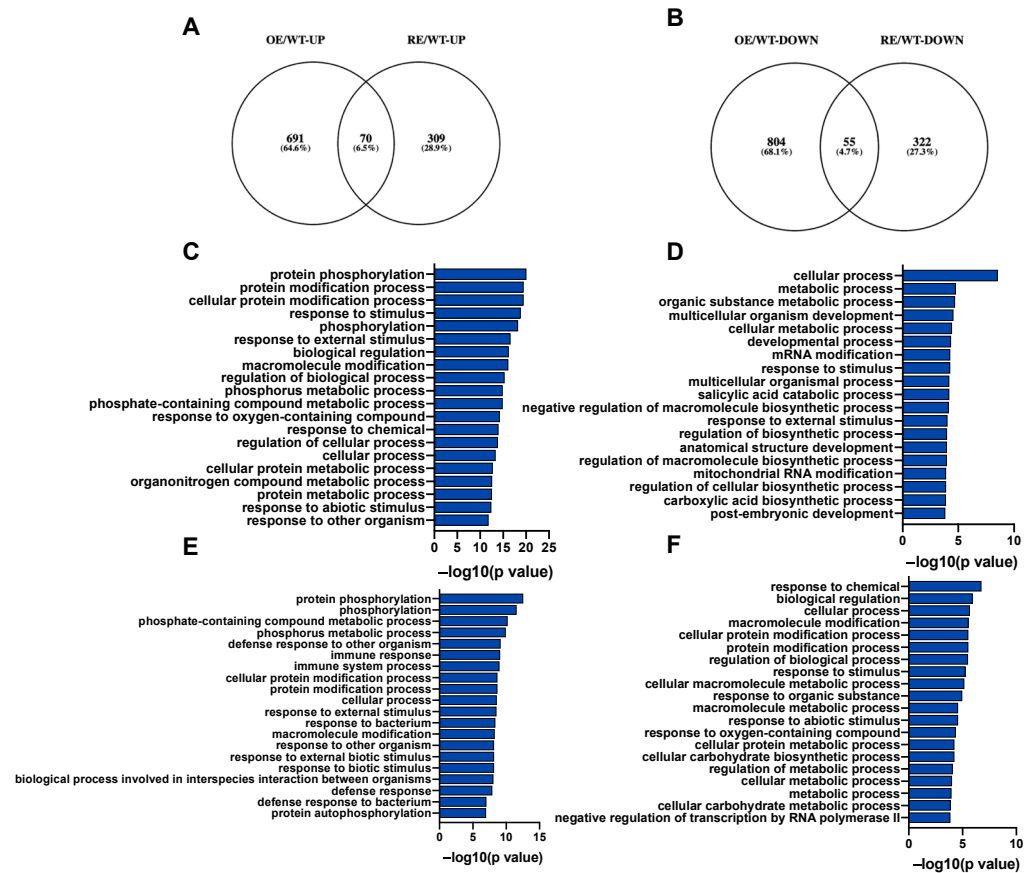 A
OE/WT-UP
RE/WT-UP
691
(64.6%)
70
(6.5%)
309
(28.9%)
B
OE/WT-DOWN
RE/WT-DOWN
804
(68.1%)
55
(4.7%)
322
(27.3%)
C
protein phosphorylation
protein modification process
cellular protein modification process
response to stimulus
phosphorylation
response to external stimulus
biological regulation
macromolecule modification
regulation of biological process
phosphorus metabolic process
phosphate-containing compound metabolic process
response to oxygen-containing compound
response to chemical
regulation of cellular process
cellular process
cellular protein metabolic process
organonitrogen compound metabolic process
protein metabolic process
response to abiotic stimulus
response to other organism
0 5 10 15 20 25
−log10(p value)
D
cellular process
metabolic process
organic substance metabolic process
multicellular organism development
cellular metabolic process
developmental process
mRNA modification
response to stimulus
multicellular organismal process
salicylic acid catabolic process
negative regulation of macromolecule biosynthetic process
response to external stimulus
regulation of biosynthetic process
anatomical structure development
regulation of macromolecule biosynthetic process
mitochondrial RNA modification
regulation of cellular biosynthetic process
carboxylic acid biosynthetic process
post-embryonic development
0 5 10
−log10(p value)
E
protein phosphorylation
phosphorylation
phosphate-containing compound metabolic process
phosphorus metabolic process
defense response to other organism
immune response
immune system process
cellular protein modification process
protein modification process
cellular process
response to external stimulus
response to bacterium
macromolecule modification
response to other organism
response to external biotic stimulus
response to biotic stimulus
biological process involved in interspecies interaction between organisms
defense response
defense response to bacterium
protein autophosphorylation
0 5 10 15
−log10(p value)
F
response to chemical
biological regulation
cellular process
macromolecule modification
cellular protein modification process
protein modification process
regulation of biological process
response to stimulus
cellular macromolecule metabolic process
response to organic substance
macromolecule metabolic process
response to abiotic stimulus
response to oxygen-containing compound
cellular protein metabolic process
cellular carbohydrate biosynthetic process
regulation of metabolic process
cellular metabolic process
metabolic process
cellular carbohydrate metabolic process
negative regulation of transcription by RNA polymerase II
0 5 10
−log10(p value)